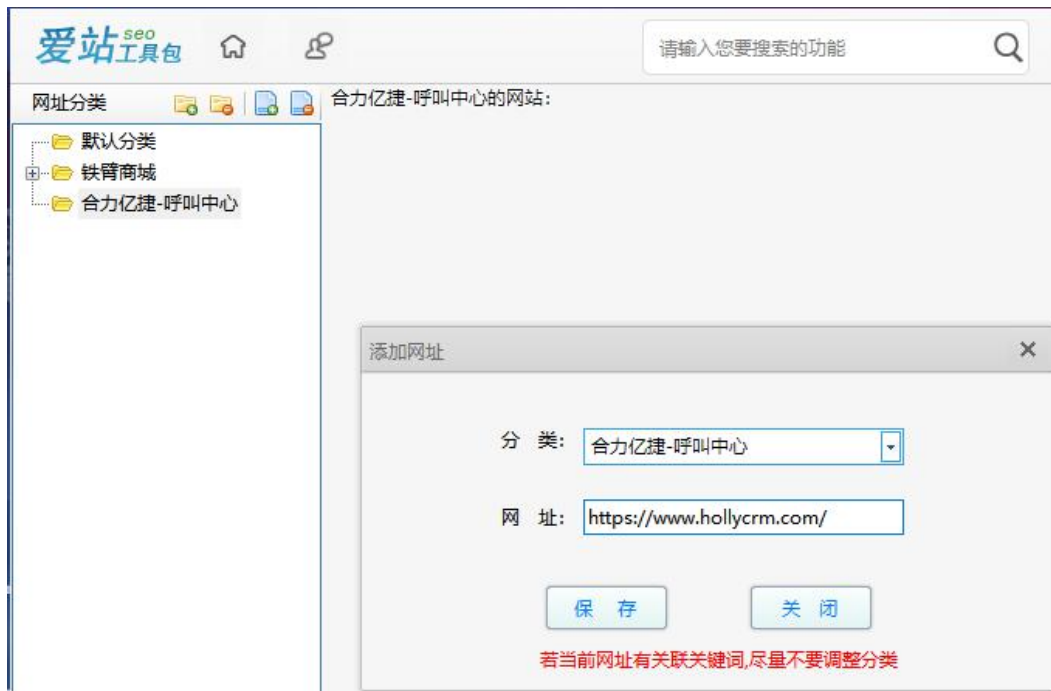 爱站seo工具包
请输入您要搜索的功能
网址分类
合力亿捷-呼叫中心的网站:
默认分类
铁臂商城
合力亿捷-呼叫中心
添加网址
分 类: 合力亿捷-呼叫中心
网 址: https://www.hollycrm.com/
保 存 关 闭
若当前网址有关联关键词,尽量不要调整分类